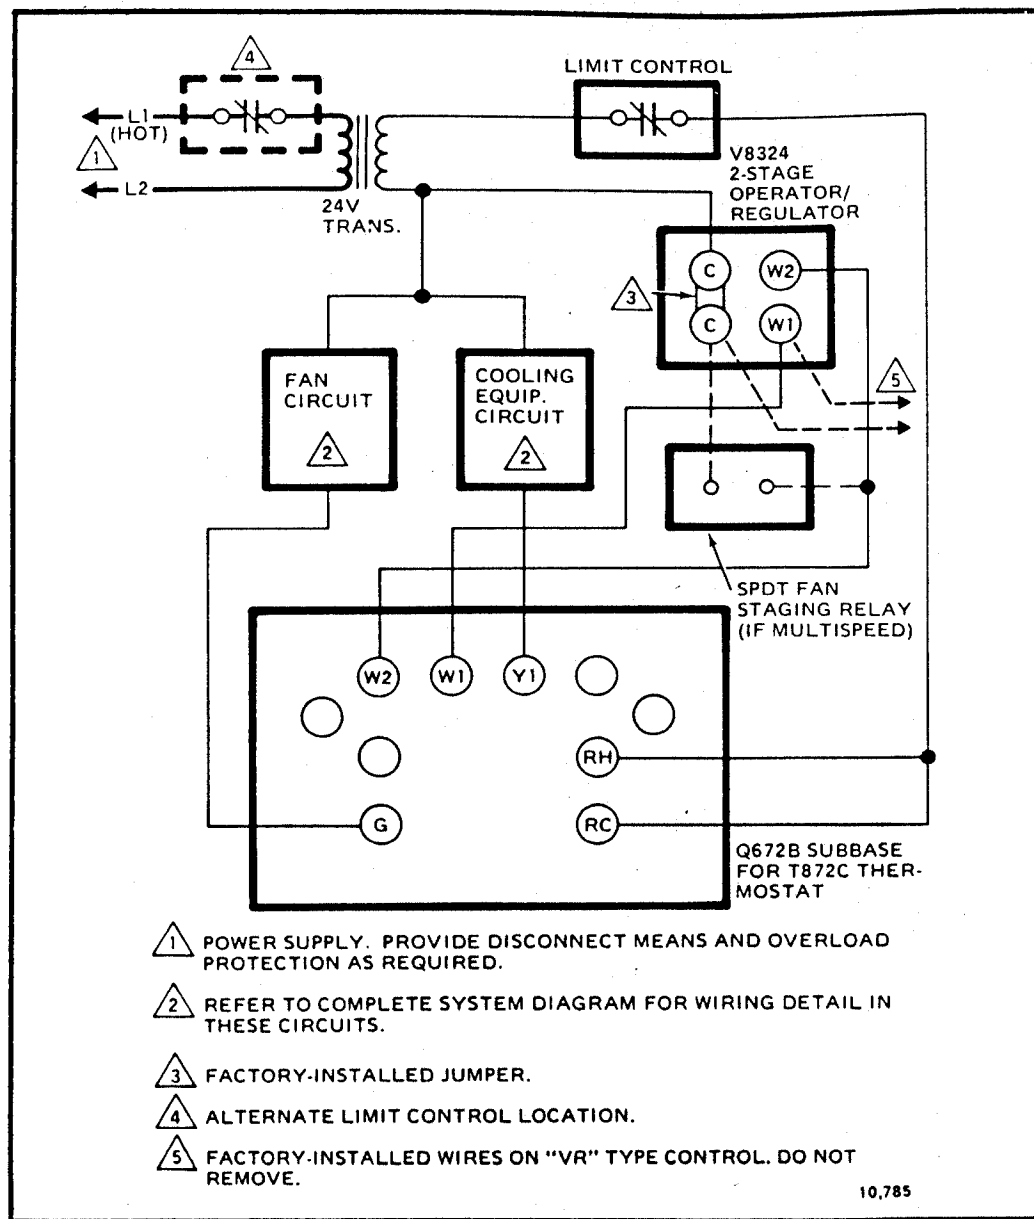 4
LIMIT CONTROL
L1
(HOT)
1
L2
24V
TRANS.
V8324
2-STAGE
OPERATOR/
REGULATOR
C
W2
3
C
W1
5
FAN
CIRCUIT
2
COOLING
EQUIP.
CIRCUIT
2
SPDT FAN
STAGING RELAY
(IF MULTISPEED)
W2
W1
Y1
RH
G
RC
Q672B SUBBASE
FOR T872C THER-
MOSTAT
1 POWER SUPPLY. PROVIDE DISCONNECT MEANS AND OVERLOAD
PROTECTION AS REQUIRED.
2 REFER TO COMPLETE SYSTEM DIAGRAM FOR WIRING DETAIL IN
THESE CIRCUITS.
3 FACTORY-INSTALLED JUMPER.
4 ALTERNATE LIMIT CONTROL LOCATION.
5 FACTORY-INSTALLED WIRES ON "VR" TYPE CONTROL. DO NOT
REMOVE.
10,785